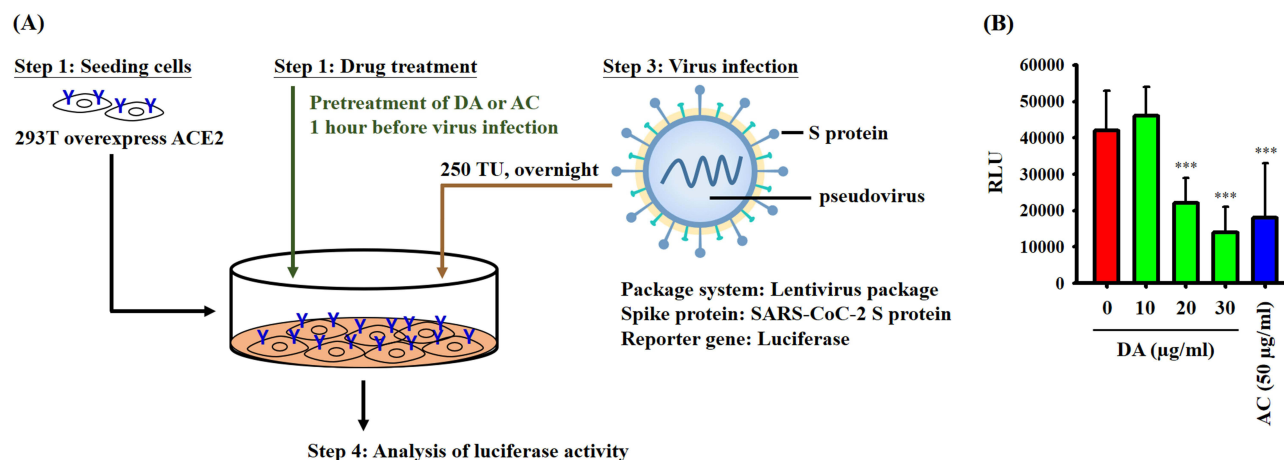 (A)
Step 1: Seeding cells
293T overexpress ACE2
Step 1: Drug treatment
Pretreatment of DA or AC
1 hour before virus infection
Step 3: Virus infection
S protein
250 TU, overnight
pseudovirus
Package system: Lentivirus package
Spike protein: SARS-CoC-2 S protein
Reporter gene: Luciferase
Step 4: Analysis of luciferase activity
(B)
60000
50000
40000
30000
20000
10000
0
RLU
***
***
***
0 10 20 30
DA (µg/ml)
AC (50 µg/ml)